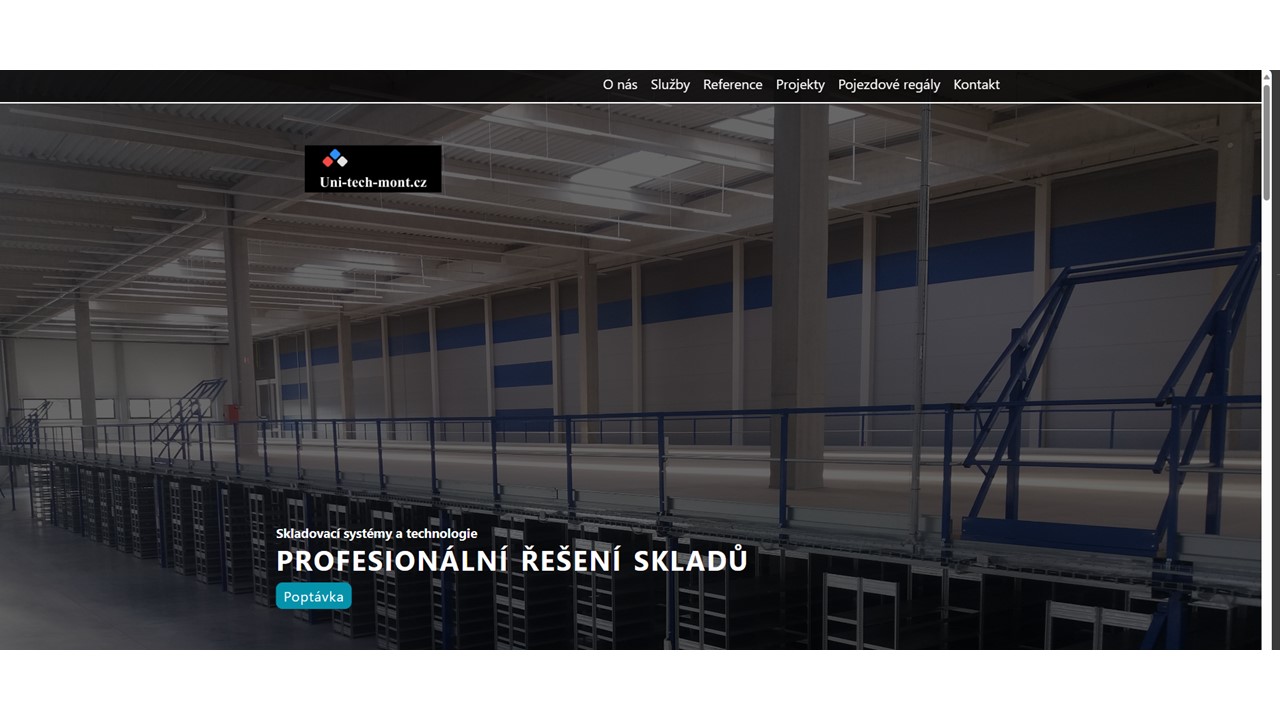 O nás Služby Reference Projekty Pojezdové regály Kontakt
Uni-tech-mont.cz
Skladovací systémy a technologie
PROFESIONÁLNÍ ŘEŠENÍ SKLADŮ
Poptávka